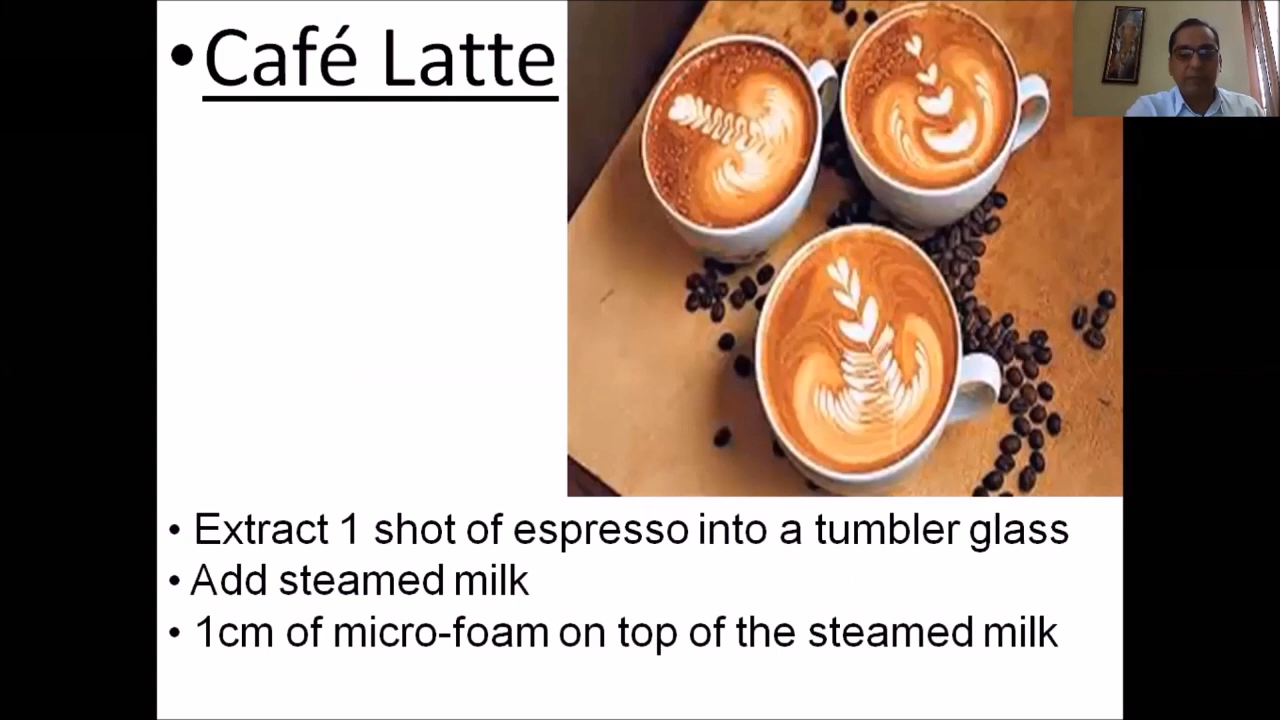 •Café Latte
• Extract 1 shot of espresso into a tumbler glass
• Add steamed milk
• 1cm of micro-foam on top of the steamed milk